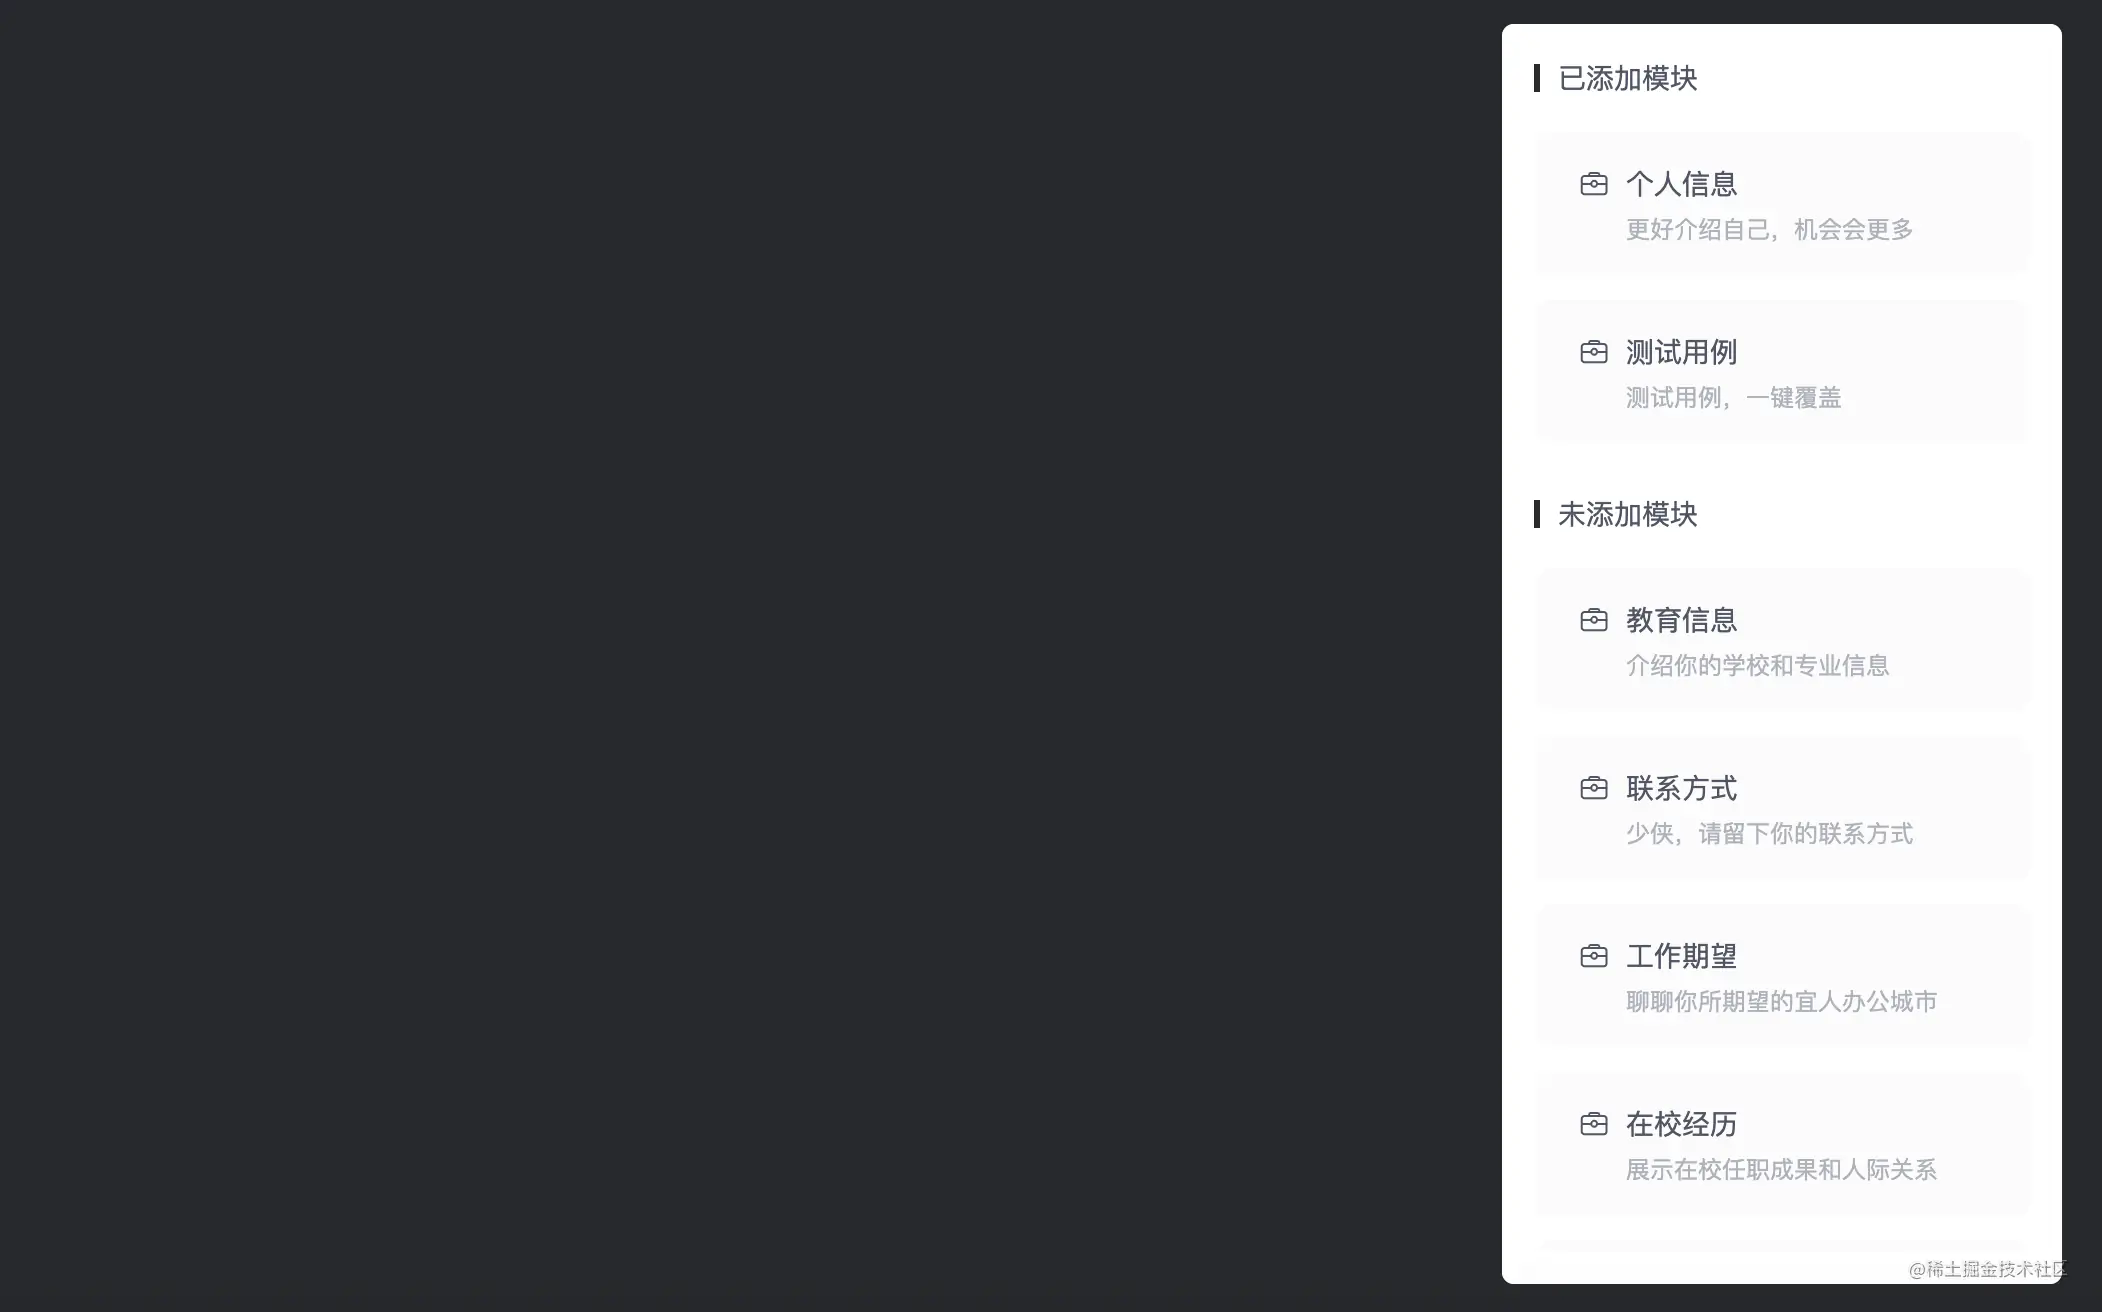 已添加模块
个人信息
更好介绍自己，机会会更多
测试用例
测试用例，一键覆盖
未添加模块
教育信息
介绍你的学校和专业信息
联系方式
少侠，请留下你的联系方式
工作期望
聊聊你所期望的宜人办公城市
在校经历
展示在校任职成果和人际关系
@稀土掘金技术社区